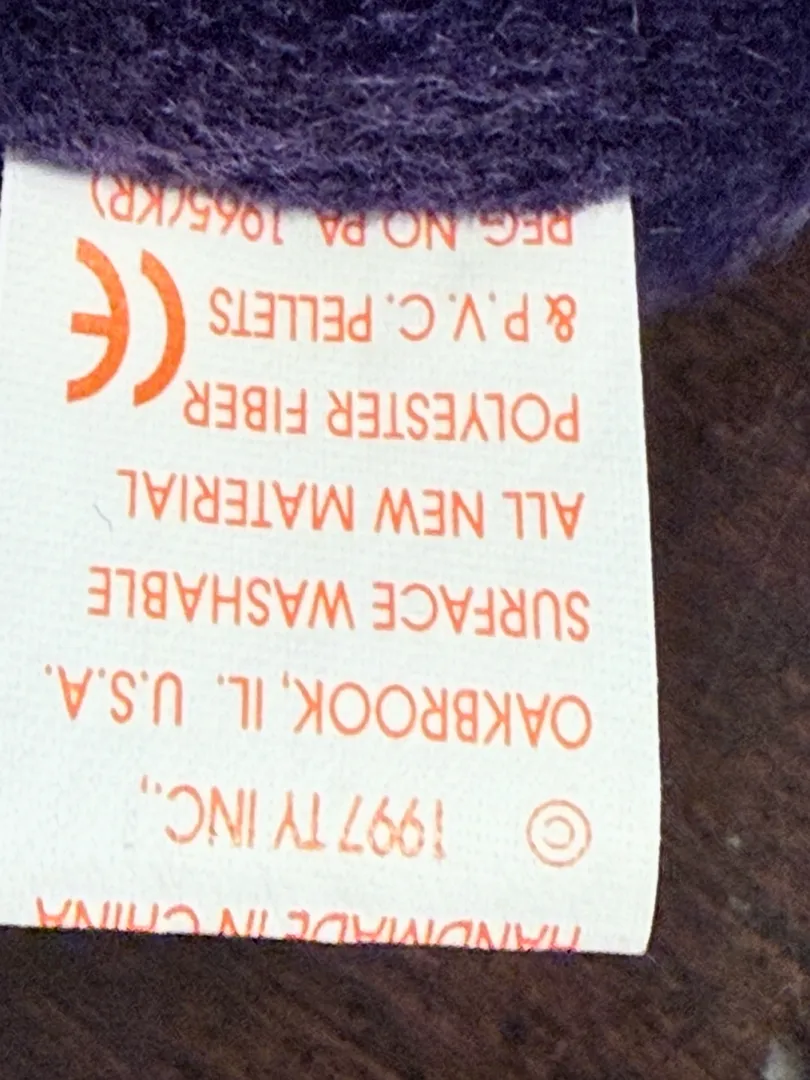 HANDMADE IN CHINA
© 1997 TY INC.,
OAKBROOK, IL. U.S.A.
SURFACE WASHABLE
ALL NEW MATERIAL
POLYESTER FIBER
& P.V.C. PELLETS CE
REG. NO PA. 1965(KR)